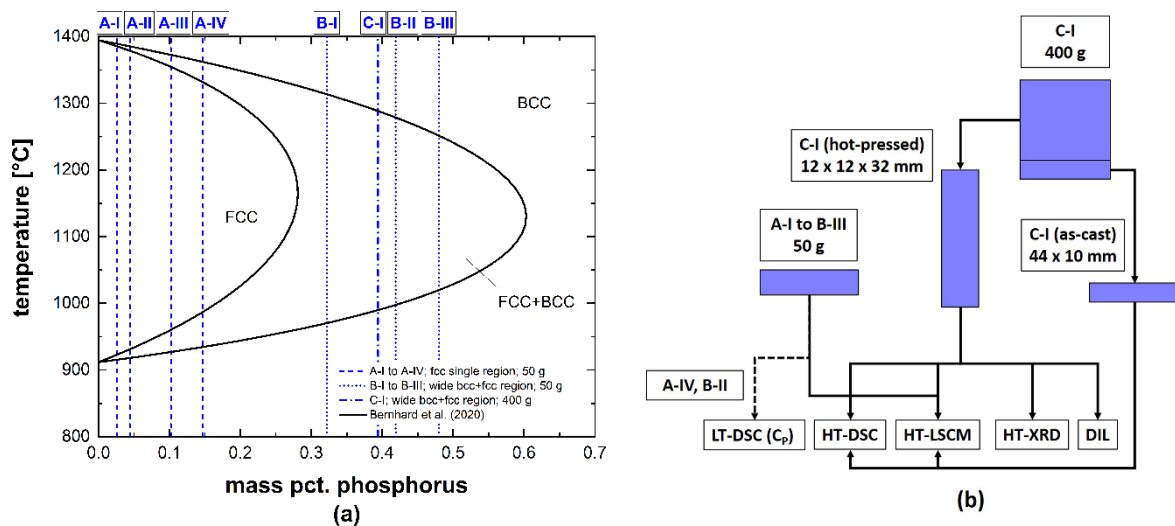 A-I A-II A-III A-IV B-I C-I B-II B-III
1400
1300
1200
1100
1000
900
800
temperature [°C]
BCC
FCC
FCC+BCC
A-I to A-IV; fcc single region; 50 g
B-I to B-III; wide bcc+fcc region; 50 g
C-I; wide bcc+fcc region; 400 g
Bernhard et al. (2020)
0.0 0.1 0.2 0.3 0.4 0.5 0.6 0.7
mass pct. phosphorus
(a)
C-I
400 g
C-I (hot-pressed)
12 x 12 x 32 mm
A-I to B-III
50 g
C-I (as-cast)
44 x 10 mm
A-IV, B-II
LT-DSC (CP) HT-DSC HT-LSCM HT-XRD DIL
(b)